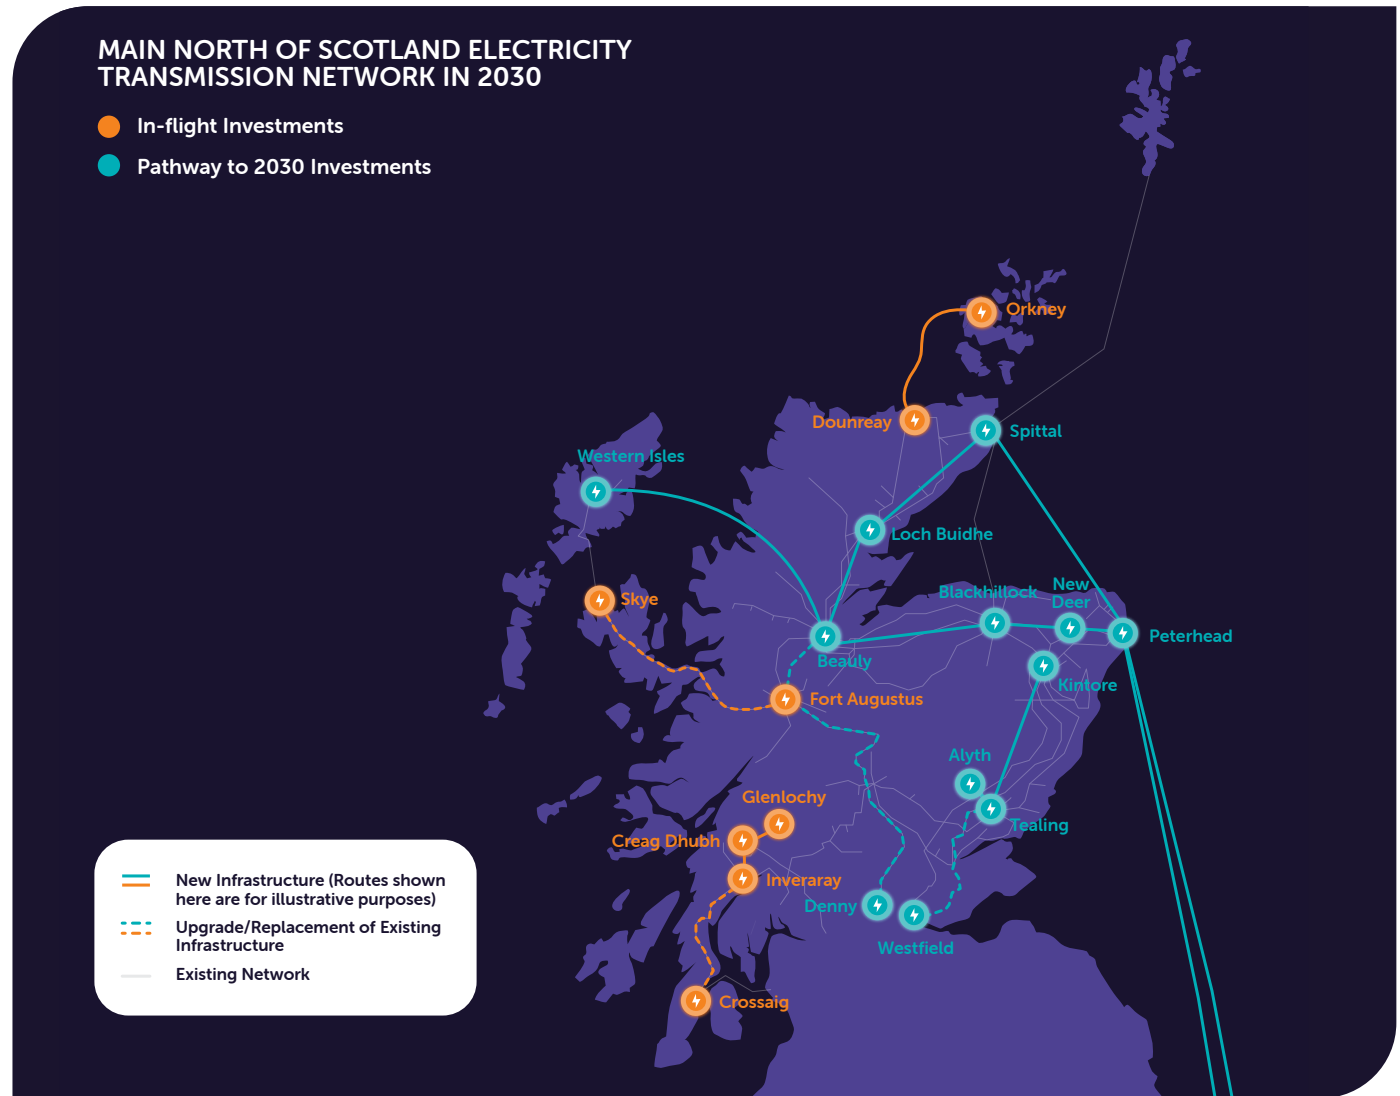 MAIN NORTH OF SCOTLAND ELECTRICITY
TRANSMISSION NETWORK IN 2030
In-flight Investments
Pathway to 2030 Investments
Orkney
Dounreay
Spittal
Western Isles
Loch Buidhe
Skye
Blackhillock
New
Deer
Peterhead
Beauly
Kintore
Fort Augustus
Alyth
Glenlochy
Tealing
Creag Dhubh
Inveraray
Denny
Westfield
Crossaig
New Infrastructure (Routes shown
here are for illustrative purposes)
Upgrade/Replacement of Existing
Infrastructure
Existing Network